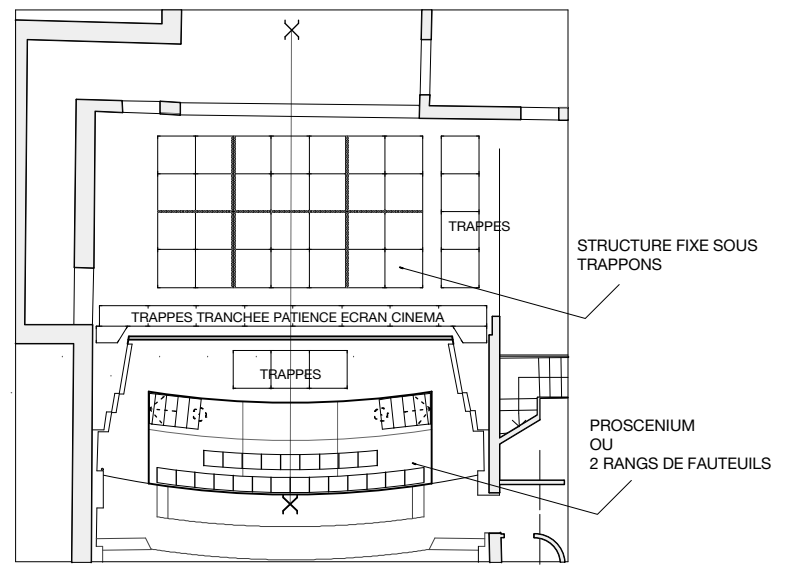 TRAPPES
STRUCTURE FIXE SOUS
TRAPPONS
TRAPPES TRANCHEE PATIENCE ECRAN CINEMA
TRAPPES
PROSCENIUM
OU
2 RANGS DE FAUTEUILS